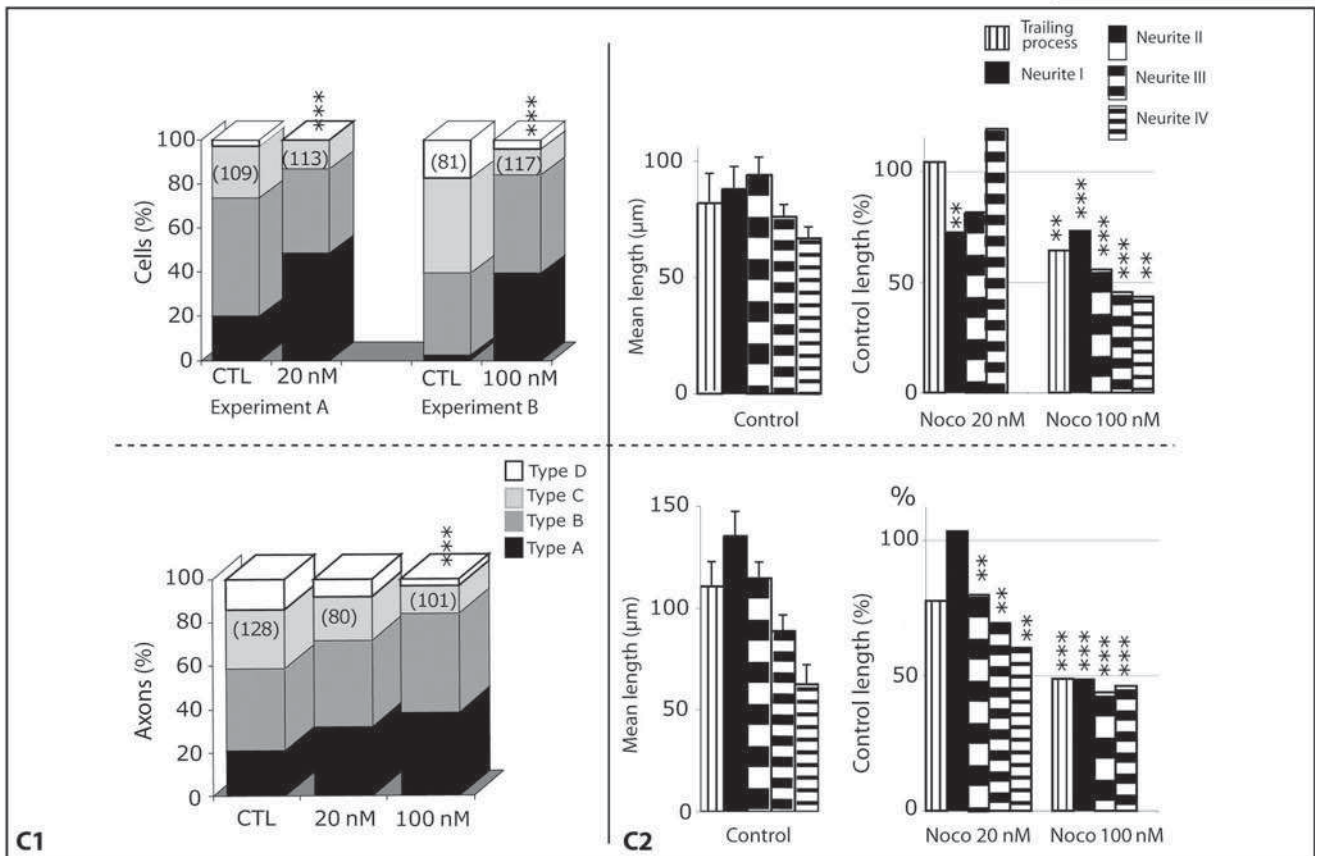 Trailing
process
Neurite I
Neurite II
Neurite III
Neurite IV
***
***
100
80
60
40
20
0
Cells (%)
(109)
(113)
(81)
(117)
CTL
20 nM
CTL
100 nM
Experiment A
Experiment B
100
50
0
Mean length (µm)
Control
100
50
0
Control length (%)
**
**
***
***
***
**
Noco 20 nM
Noco 100 nM
Type D
Type C
Type B
Type A
***
100
80
60
40
20
0
Axons (%)
(128)
(80)
(101)
CTL
20 nM
100 nM
C1
150
100
50
0
Mean length (µm)
Control
C2
%
100
50
0
Control length (%)
**
**
**
***
***
***
***
Noco 20 nM
Noco 100 nM